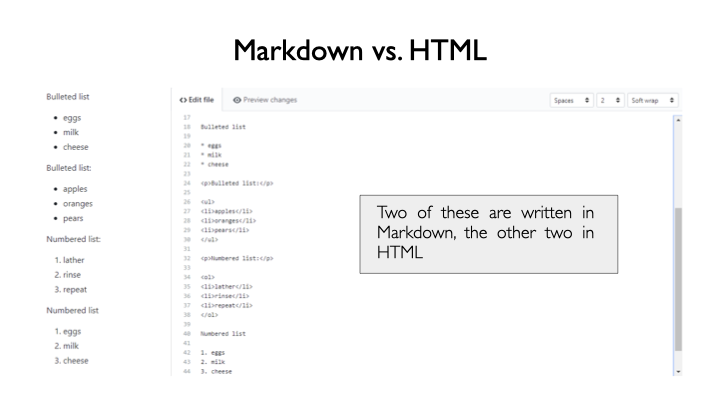 Markdown vs. HTML
Bulleted list
• eggs
• milk
• cheese
Bulleted list:
• apples
• oranges
• pears
Numbered list:
1. lather
2. rinse
3. repeat
Numbered list
1. eggs
2. milk
3. cheese
<> Edit file
Preview changes
Spaces
2
Soft wrap
17
18 Bulleted list
19
20 * eggs
21 * milk
22 * cheese
23
24 <p>Bulleted list:</p>
25
26 <ul>
27 <li>apples</li>
28 <li>oranges</li>
29 <li>pears</li>
30 </ul>
31
32 <p>Numbered list:</p>
33
34 <ol>
35 <li>lather</li>
36 <li>rinse</li>
37 <li>repeat</li>
38 </ol>
39
40 Numbered list
41
42 1. eggs
43 2. milk
44 3. cheese
Two of these are written in
Markdown, the other two in
HTML